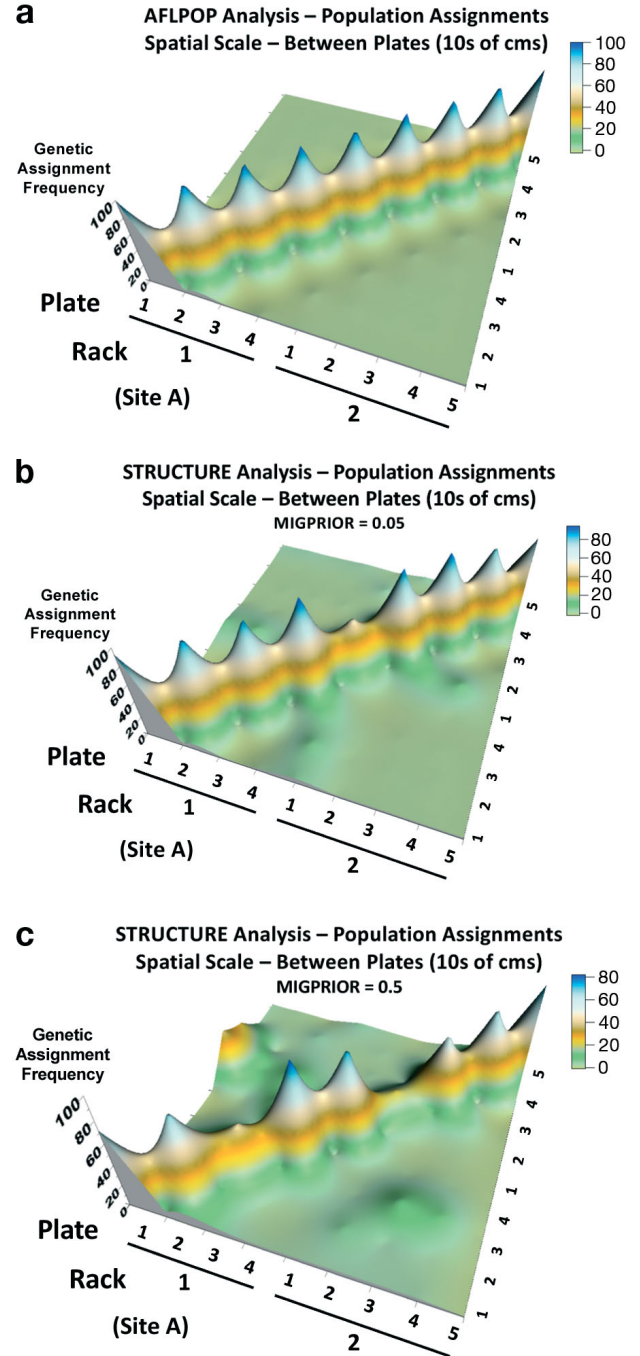 a
AFLPOP Analysis – Population Assignments
Spatial Scale – Between Plates (10s of cms)
100
80
60
40
20
0
Genetic
Assignment
Frequency
100
80
60
40
20
0
Plate
1 2 3 4 1 2 3 4 5
1 2 3 4 1 2 3 4 5
Rack
1
2
(Site A)
b
STRUCTURE Analysis – Population Assignments
Spatial Scale – Between Plates (10s of cms)
MIGPRIOR = 0.05
80
60
40
20
0
Genetic
Assignment
Frequency
100
80
60
40
20
0
Plate
1 2 3 4 1 2 3 4 5
1 2 3 4 1 2 3 4 5
Rack
1
2
(Site A)
c
STRUCTURE Analysis – Population Assignments
Spatial Scale – Between Plates (10s of cms)
MIGPRIOR = 0.5
80
60
40
20
0
Genetic
Assignment
Frequency
100
80
60
40
20
0
Plate
1 2 3 4 1 2 3 4 5
1 2 3 4 1 2 3 4 5
Rack
1
2
(Site A)